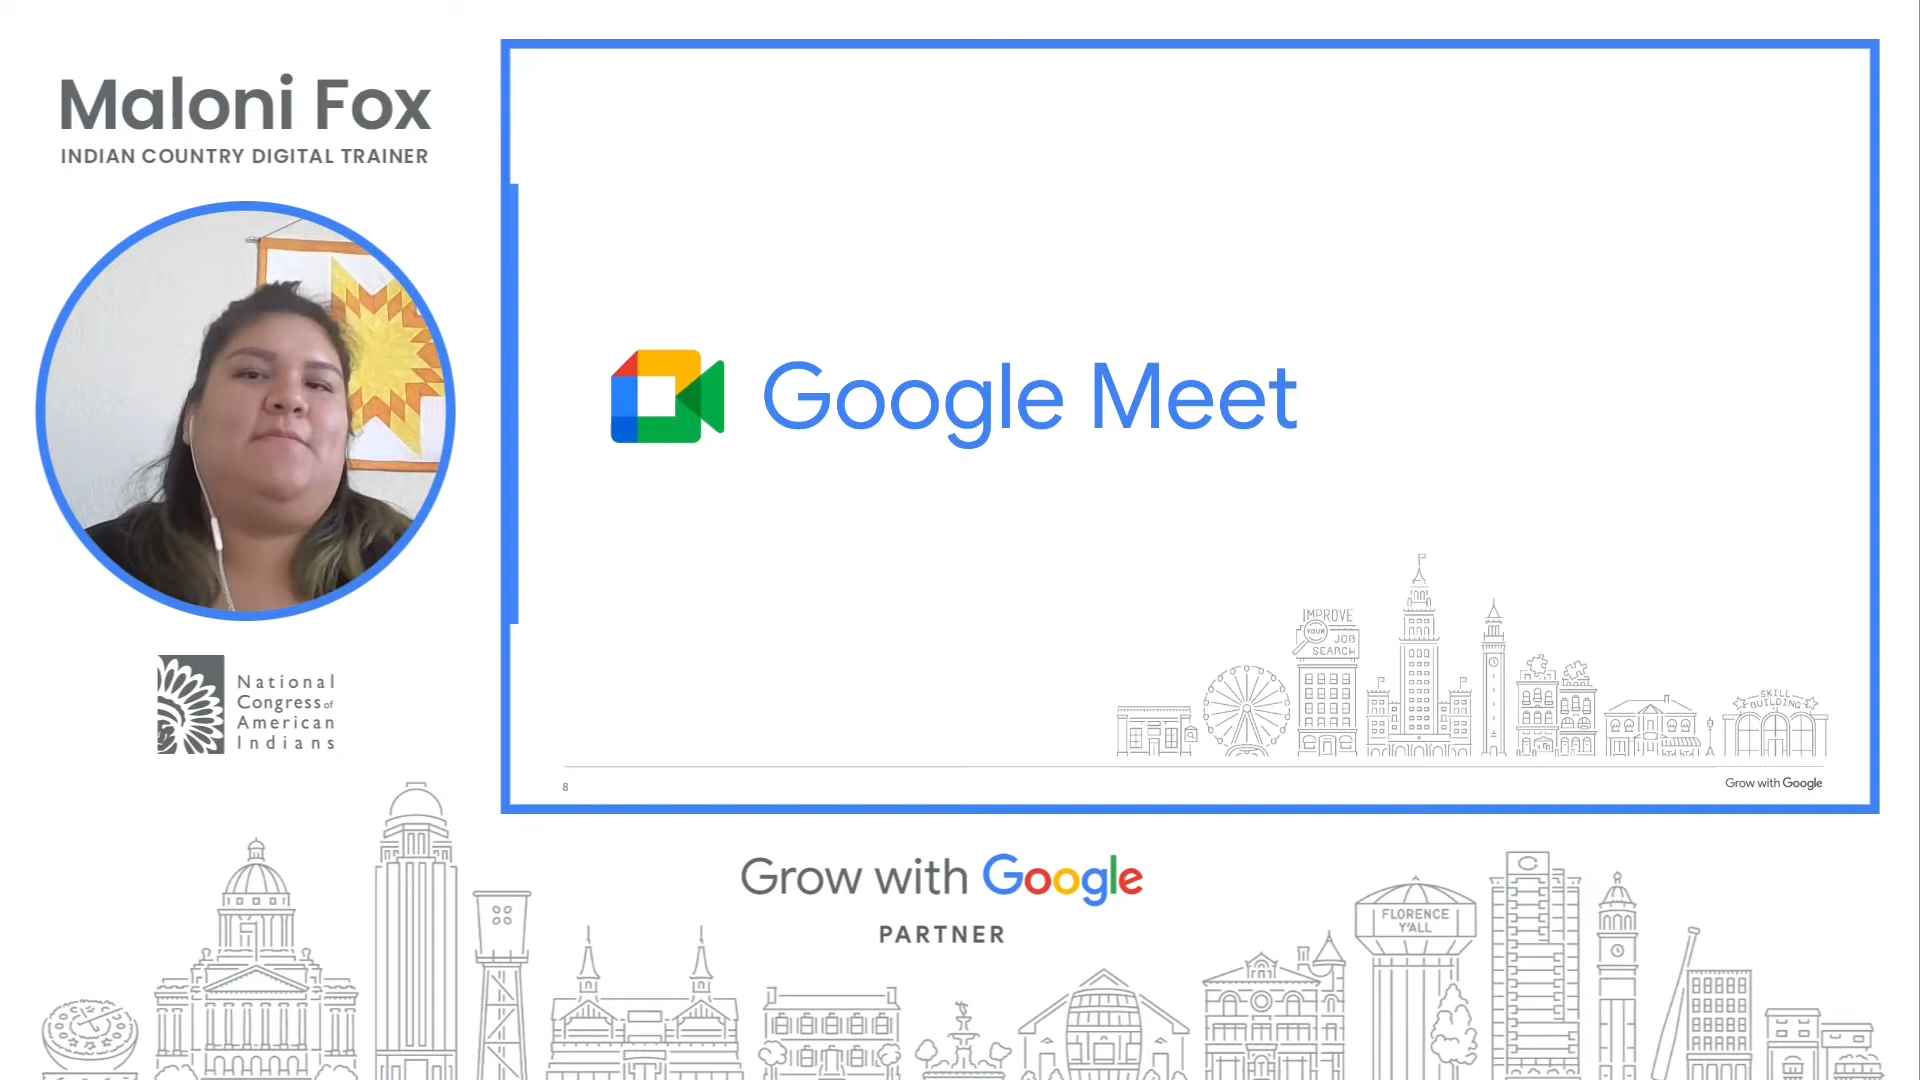 Maloni Fox
INDIAN COUNTRY DIGITAL TRAINER
National
Congress of
American
Indians
Google Meet
IMPROVE
YOUR
JOB
SEARCH
SKILL
BUILDING
8
Grow with Google
Grow with Google
PARTNER
FLORENCE
Y'ALL
C